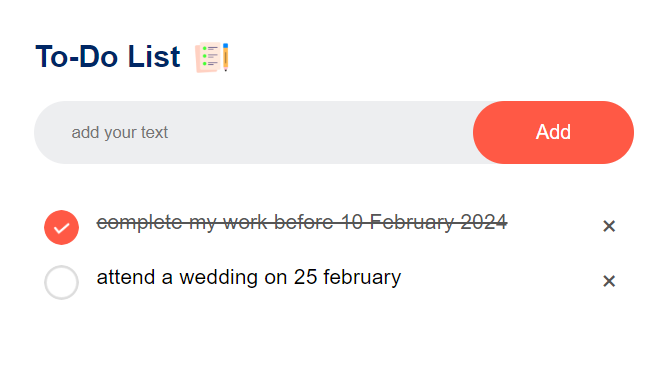 To-Do List
add your text
Add
complete my work before 10 February 2024
attend a wedding on 25 february